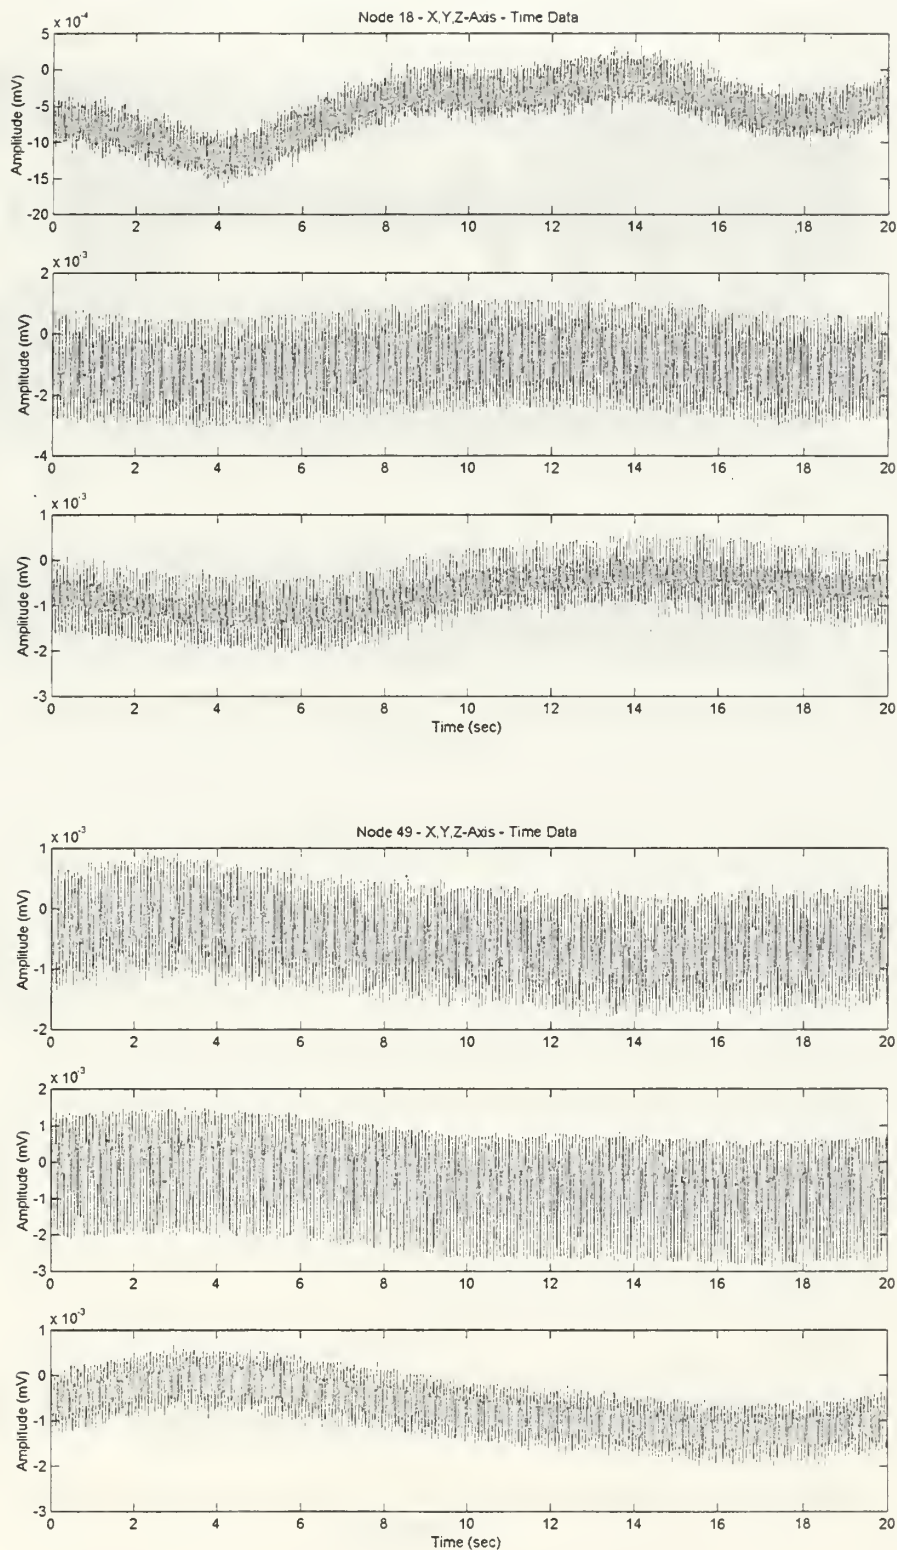 Node 18 - X,Y,Z-Axis - Time Data
x 10-4
5
0
-5
-10
-15
-20
Amplitude (mV)
0 2 4 6 8 10 12 14 16 18 20
x 10-3
2
0
-2
-4
Amplitude (mV)
0 2 4 6 8 10 12 14 16 18 20
x 10-3
1
0
-1
-2
-3
Amplitude (mV)
0 2 4 6 8 10 12 14 16 18 20
Time (sec)
Node 49 - X,Y,Z-Axis - Time Data
x 10-3
1
0
-1
-2
Amplitude (mV)
0 2 4 6 8 10 12 14 16 18 20
x 10-3
2
1
0
-1
-2
-3
Amplitude (mV)
0 2 4 6 8 10 12 14 16 18 20
x 10-3
1
0
-1
-2
-3
Amplitude (mV)
0 2 4 6 8 10 12 14 16 18 20
Time (sec)